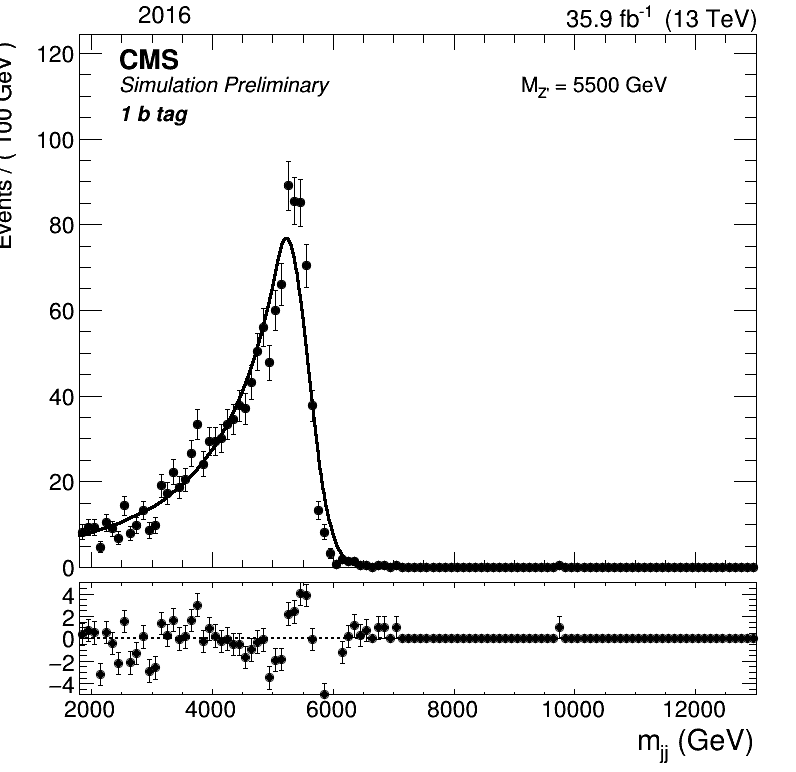 2016 35.9 fb⁻¹ (13 TeV)
CMS
Simulation Preliminary
M_Z' = 5500 GeV
1 b tag
Events / ( 100 GeV )
120
100
80
60
40
20
0
4
2
0
−2
−4
2000 4000 6000 8000 10000 12000
m_jj (GeV)